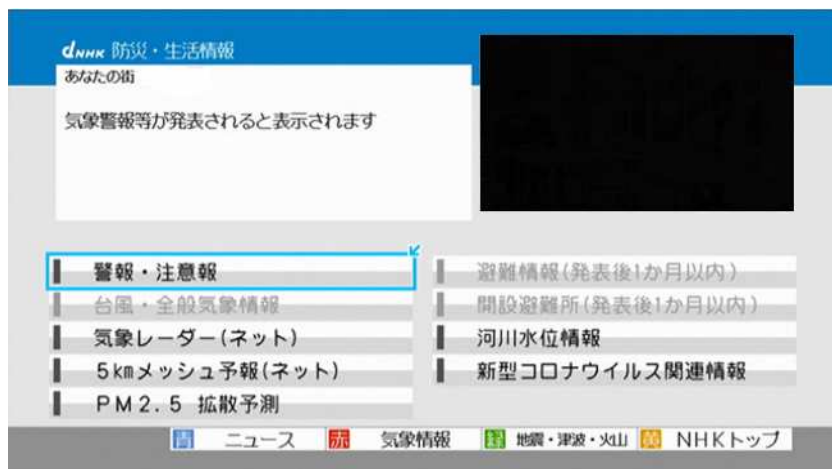 dNHK 防災・生活情報
あなたの街
気象警報等が発表されると表示されます
警報・注意報
台風・全般気象情報
気象レーダー(ネット)
5kmメッシュ予報(ネット)
PM2.5 拡散予測
避難情報(発表後1か月以内)
開設避難所(発表後1か月以内)
河川水位情報
新型コロナウイルス関連情報
青 ニュース 赤 気象情報 緑 地震・津波・火山 黄 NHKトップ